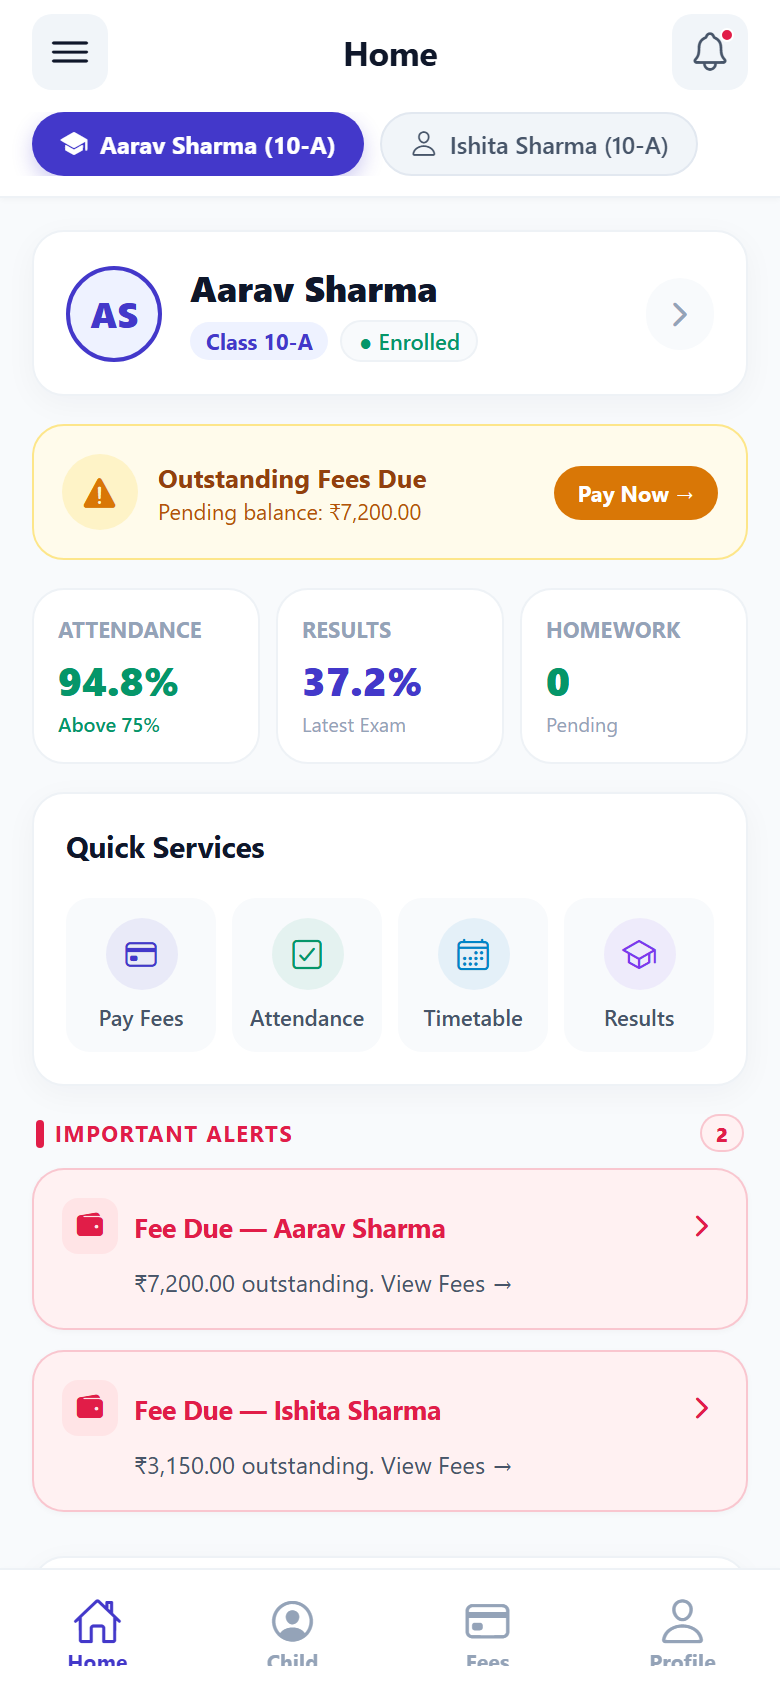 Home
Aarav Sharma (10-A)
Ishita Sharma (10-A)
AS
Aarav Sharma
Class 10-A
● Enrolled
Outstanding Fees Due
Pending balance: ₹7,200.00
Pay Now →
ATTENDANCE
94.8%
Above 75%
RESULTS
37.2%
Latest Exam
HOMEWORK
0
Pending
Quick Services
Pay Fees
Attendance
Timetable
Results
IMPORTANT ALERTS
2
Fee Due — Aarav Sharma
₹7,200.00 outstanding. View Fees →
Fee Due — Ishita Sharma
₹3,150.00 outstanding. View Fees →
Home
Child
Fees
Profile